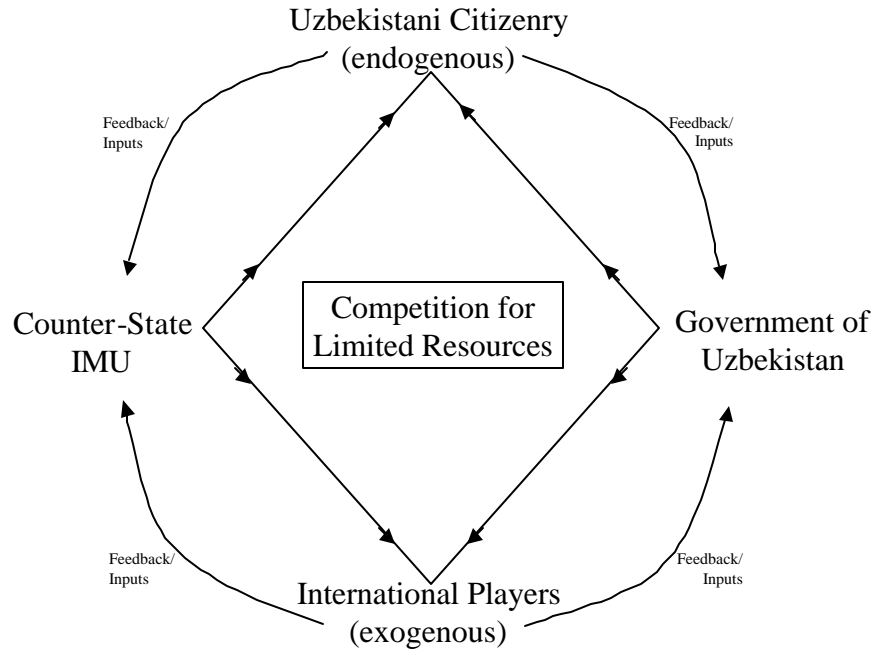 Uzbekistani Citizenry
(endogenous)
Feedback/
Inputs
Feedback/
Inputs
Competition for
Limited Resources
Counter-State
IMU
Government of
Uzbekistan
Feedback/
Inputs
Feedback/
Inputs
International Players
(exogenous)